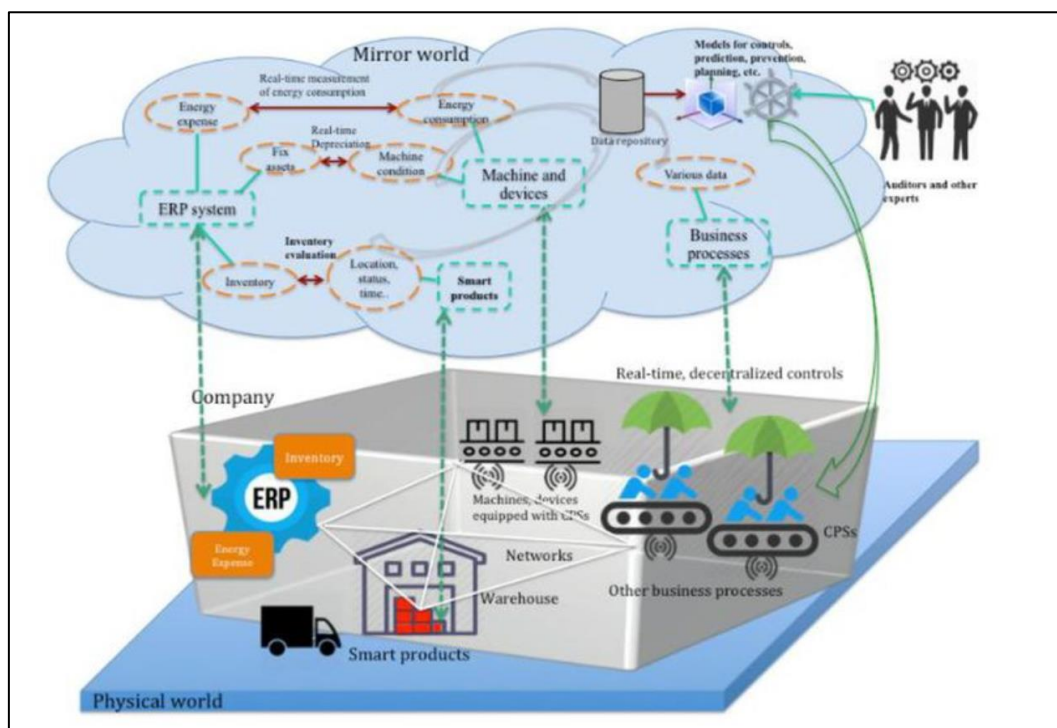 Mirror world
Models for controls,
prediction, prevention,
planning, etc.
Real-time measurement
of energy consumption
Energy
expense
Energy
consumption
Data repository
Real-time
Depreciation
Fix
assets
Machine
condition
Machine and
devices
Various data
Auditors and other
experts
ERP system
Business
processes
Inventory
evaluation
Inventory
Location,
status,
time..
Smart
products
Real-time, decentralized controls
Company
Inventory
ERP
Energy
Expense
Machines, devices
equipped with CPSs
CPSs
Networks
Other business processes
Warehouse
Smart products
Physical world